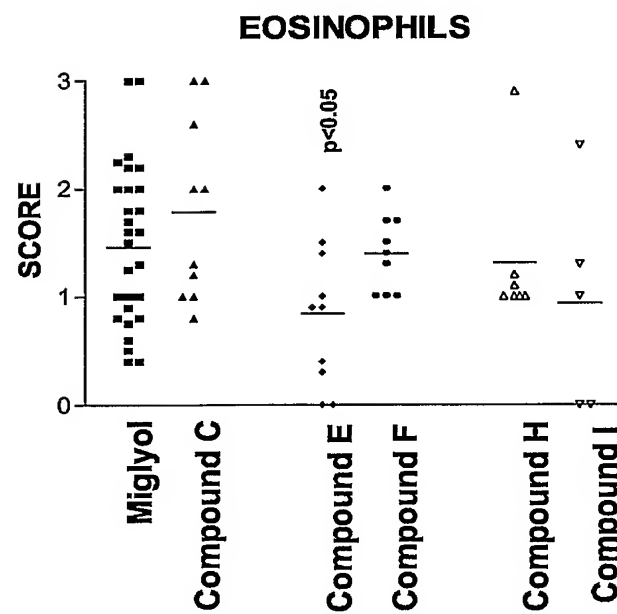 EOSINOPHILS
SCORE
3
2
1
0
p<0.05
Miglyol
Compound C
Compound E
Compound F
Compound H
Compound I